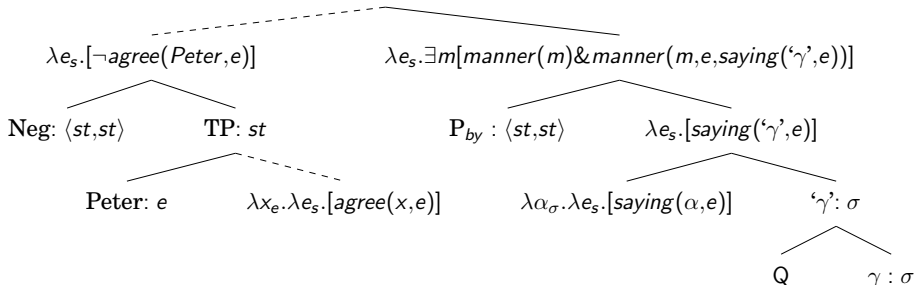 λe_s.[¬agree(Peter,e)] λe_s.∃m[manner(m)&manner(m,e,saying(‘γ’,e))]
Neg: ⟨st,st⟩ TP: st P_by : ⟨st,st⟩ λe_s.[saying(‘γ’,e)]
Peter: e λx_e.λe_s.[agree(x,e)] λα_σ.λe_s.[saying(α,e)] ‘γ’: σ
Q γ : σ